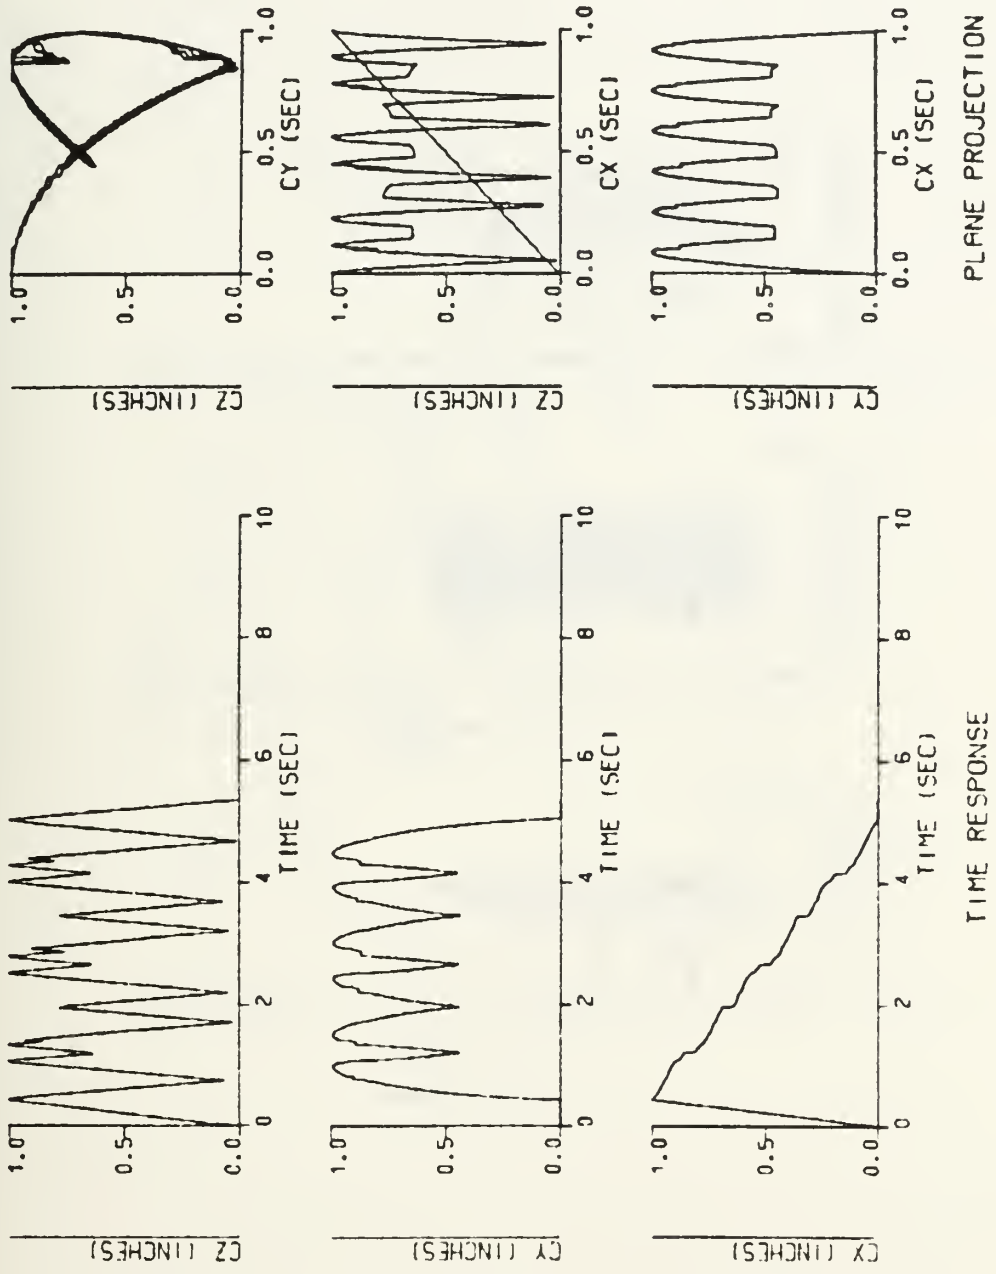 CZ (INCHES)
1.0
0.5
0.0
0 2 4 6 8 10
TIME (SEC)
CZ (INCHES)
1.0
0.5
0.0
0.0 0.5 1.0
CY (SEC)
CY (INCHES)
1.0
0.5
0.0
0 2 4 6 8 10
TIME (SEC)
CZ (INCHES)
1.0
0.5
0.0
0.0 0.5 1.0
CX (SEC)
CX (INCHES)
1.0
0.5
0.0
0 2 4 6 8 10
TIME (SEC)
CY (INCHES)
1.0
0.5
0.0
0.0 0.5 1.0
CX (SEC)
TIME RESPONSE
PLANE PROJECTION